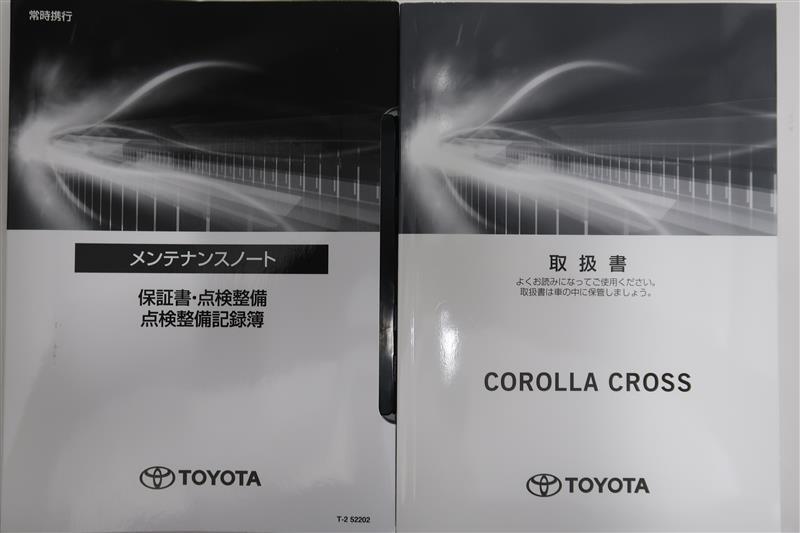 常時携行
メンテナンスノート
保証書・点検整備
点検整備記録簿
TOYOTA
T-2 52202
取扱書
よくお読みになってご使用ください。
取扱書は車の中に保管しましょう。
COROLLA CROSS
TOYOTA